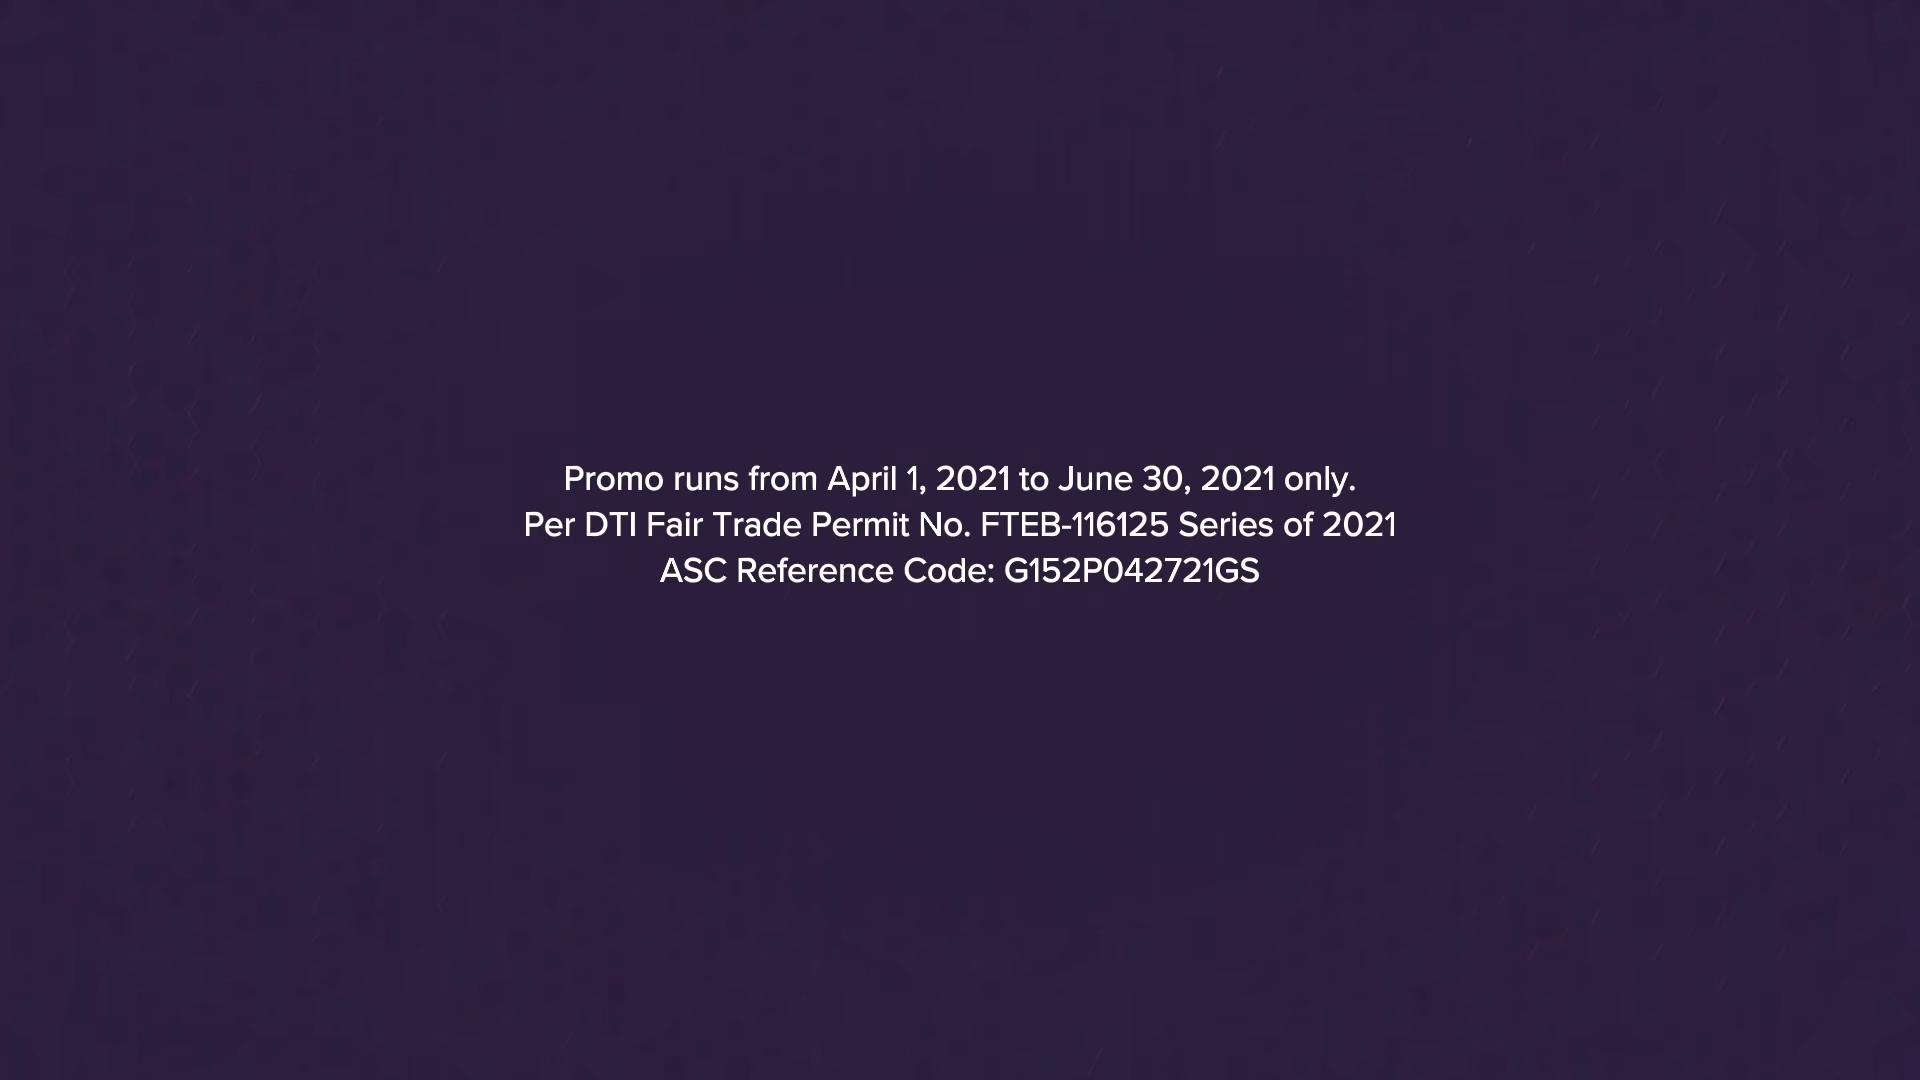 Promo runs from April 1, 2021 to June 30, 2021 only.
Per DTI Fair Trade Permit No. FTEB-116125 Series of 2021
ASC Reference Code: G152P042721GS